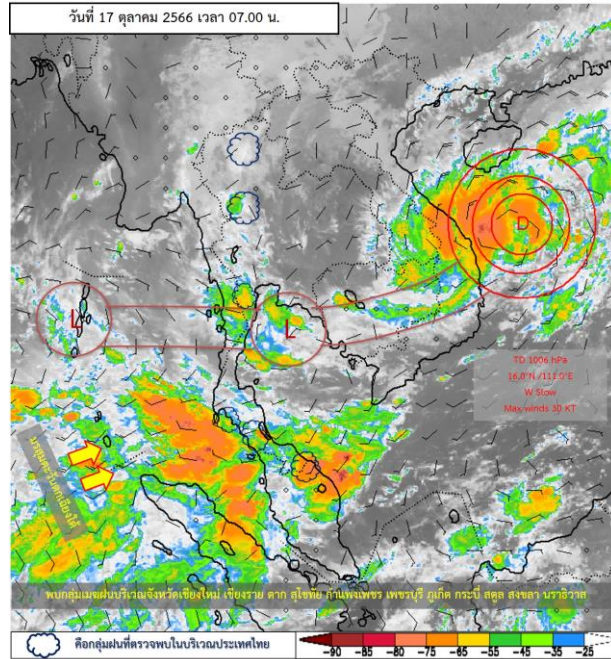 วันที่ 17 ตุลาคม 2566 เวลา 07.00 น.
D
L
L
TD 1006 hPa
16.0°N /111.0°E
W Slow
Max.winds 30 KT
มรสุมตะวันตกเฉียงใต้
พบกลุ่มเมฆฝนบริเวณจังหวัดเชียงใหม่ เชียงราย ตาก สุโขทัย กำแพงเพชร เพชรบุรี ภูเก็ต กระบี่ สตูล สงขลา นราธิวาส
คือกลุ่มฝนที่ตรวจพบในบริเวณประเทศไทย
-90 -85 -80 -75 -65 -55 -45 -35 -25